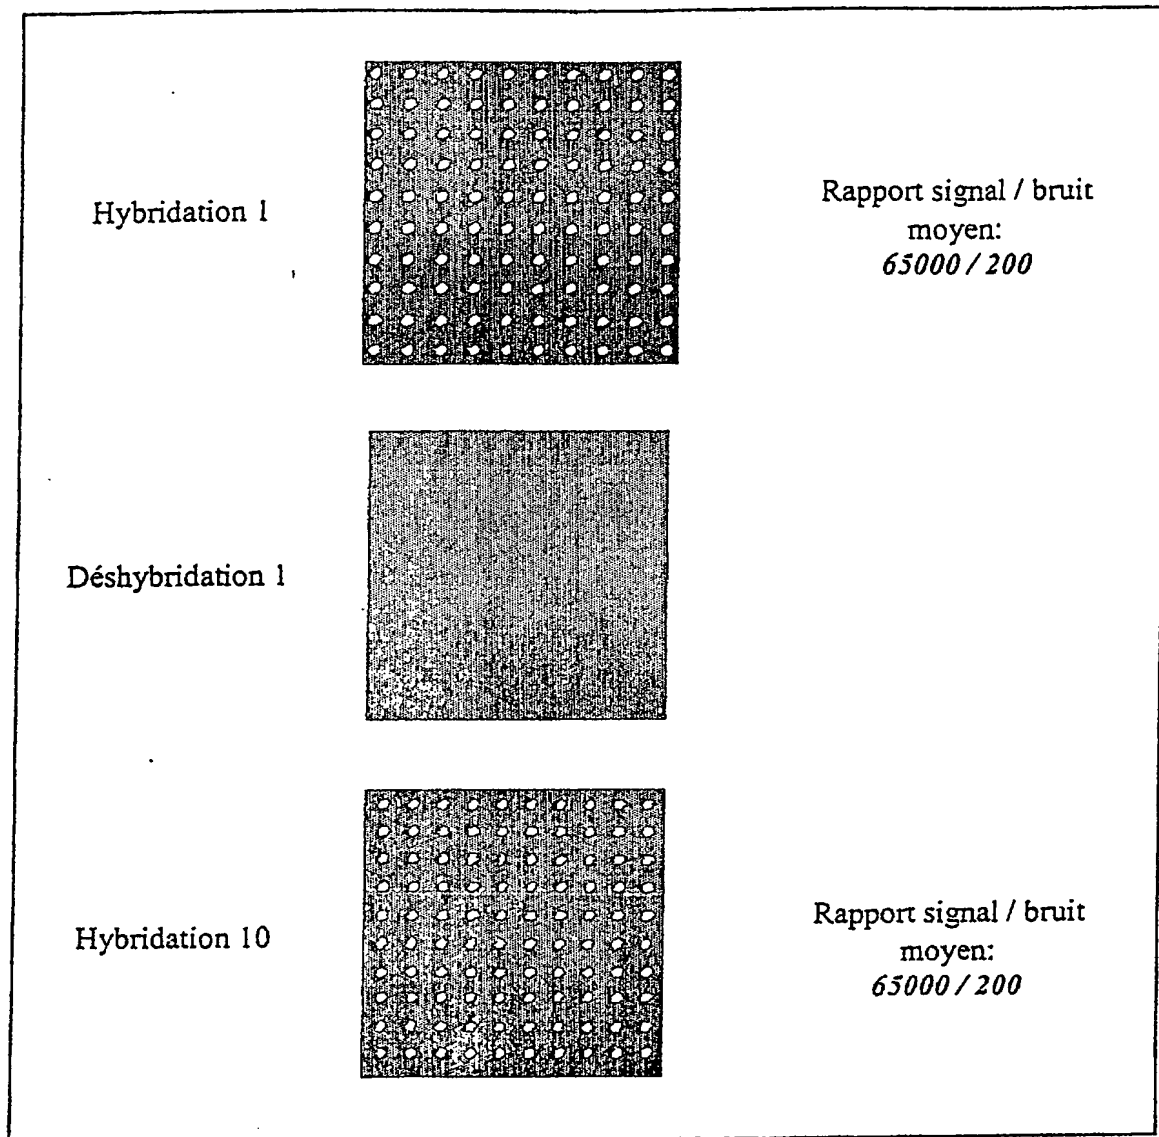 Hybridation 1
Rapport signal / bruit
moyen:
65000 / 200
Déshybridation 1
Hybridation 10
Rapport signal / bruit
moyen:
65000 / 200